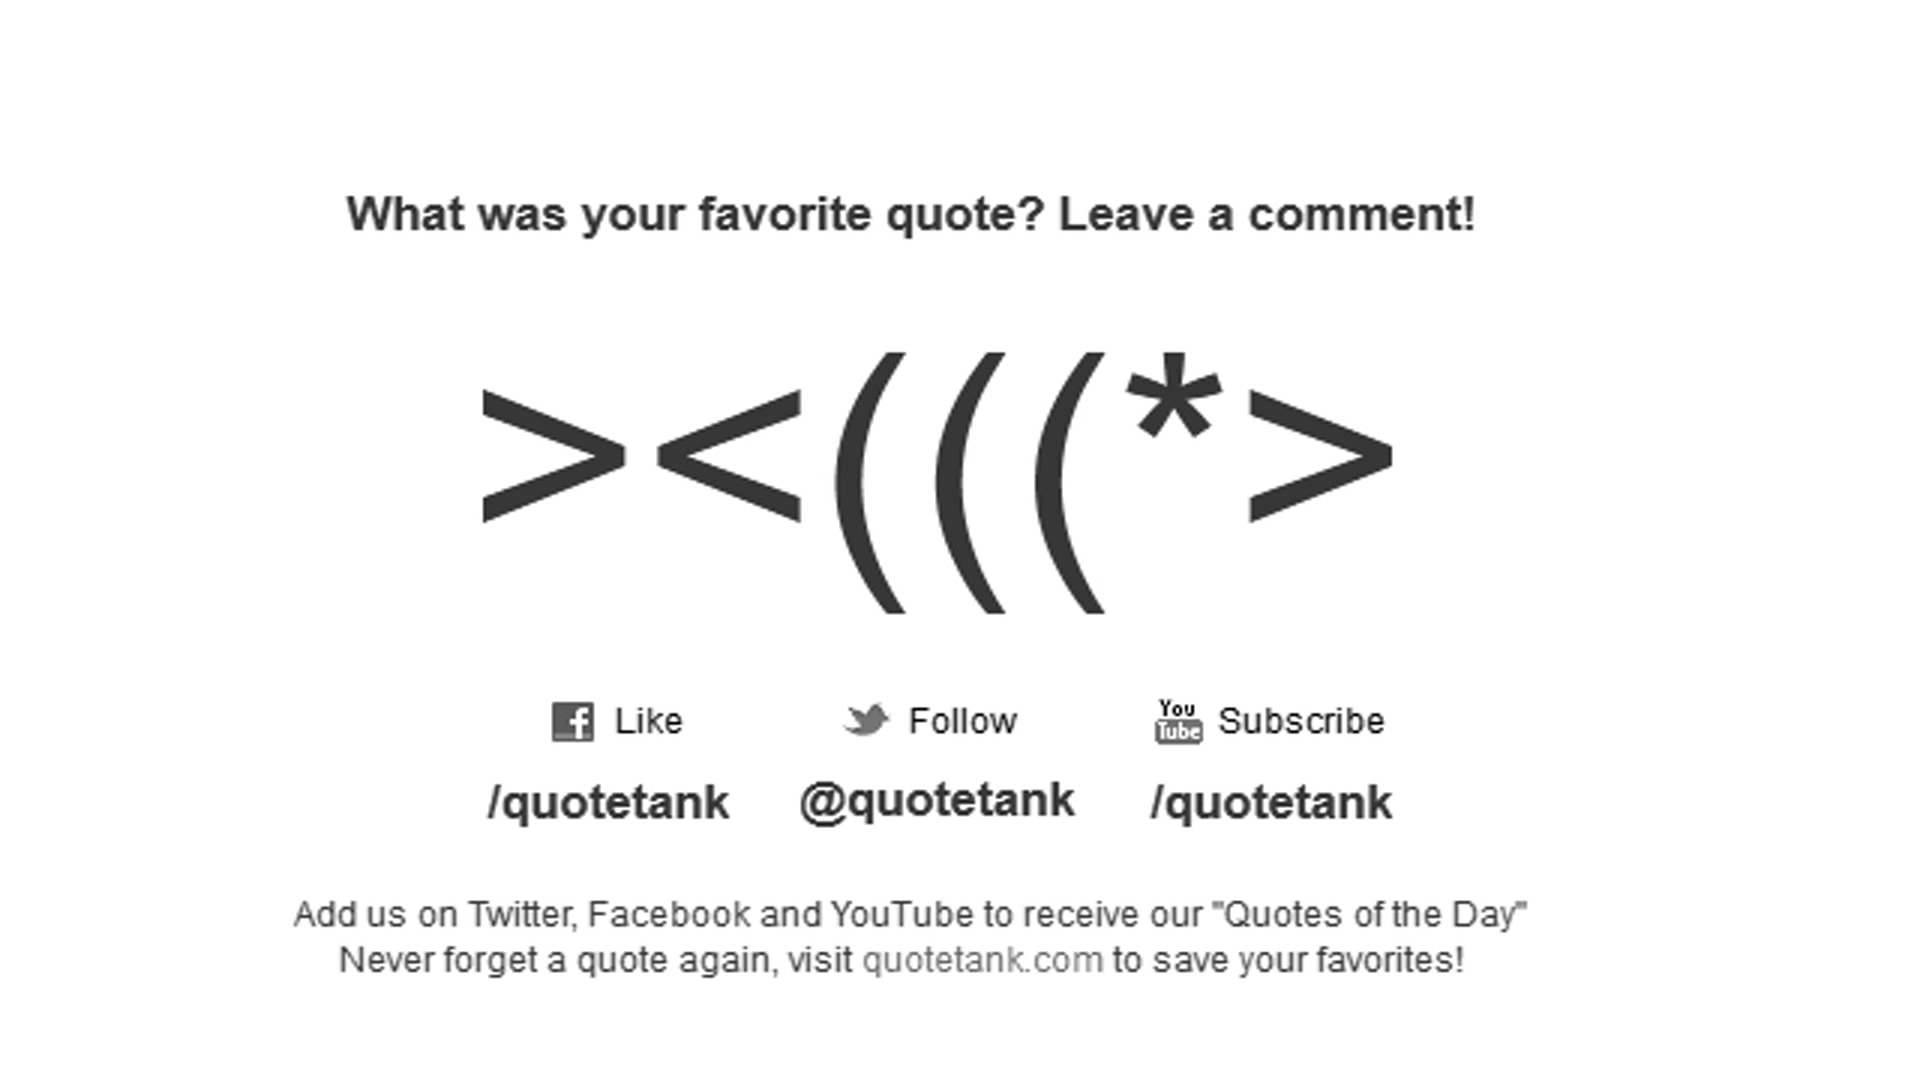 What was your favorite quote? Leave a comment!
><(((*>
f Like Follow You Tube Subscribe
/quotetank @quotetank /quotetank
Add us on Twitter, Facebook and YouTube to receive our "Quotes of the Day"
Never forget a quote again, visit quotetank.com to save your favorites!